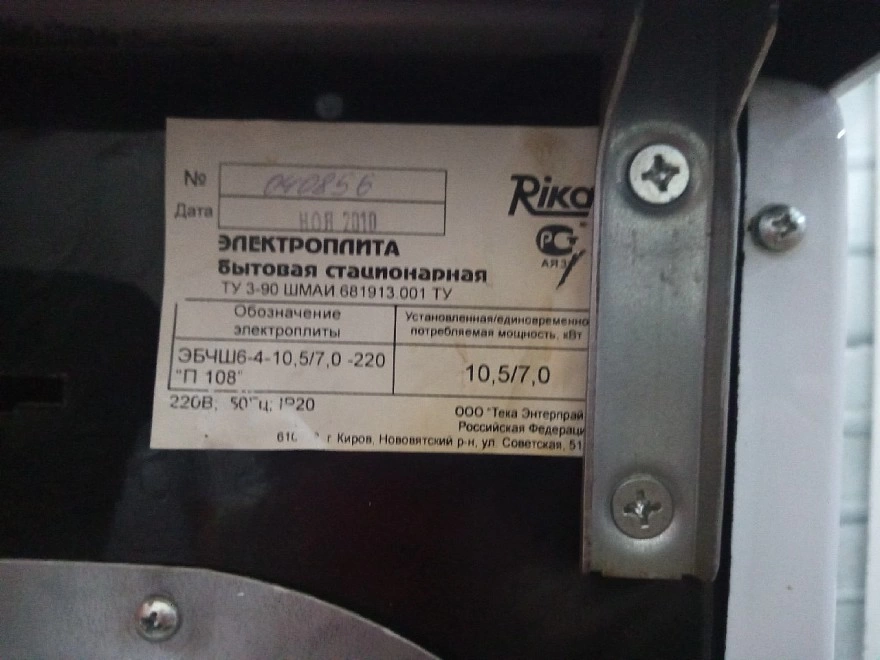 № 040856
Rika
Дата НОЯ 2010
ЭЛЕКТРОПЛИТА
бытовая стационарная
ТУ 3-90 ШМАИ 681913.001 ТУ
Обозначение электроплиты
Установленная/единовременно потребляемая мощность, кВт
ЭБЧШ6-4-10,5/7,0 -220
"П 108"
10,5/7,0
220В; 50Гц; IP20
ООО "Тека Энтерпрай
Российская Федераци
г Киров, Нововятский р-н, ул. Советская, 51